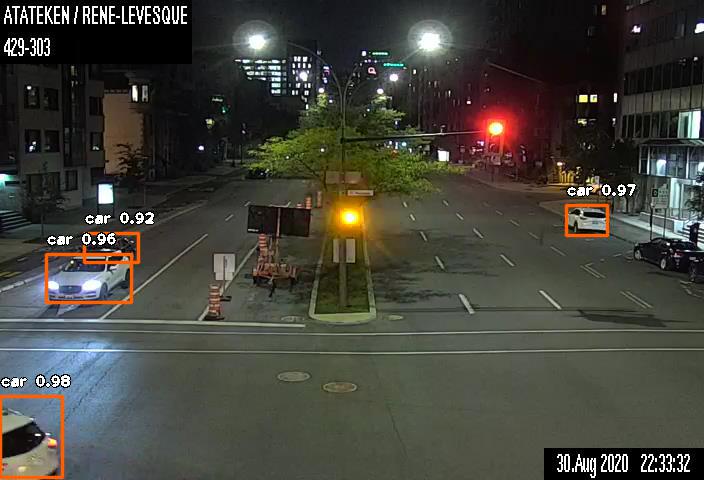 ATATEKEN / RENE-LEVESQUE
429-303
car 0.97
car 0.92
car 0.96
car 0.98
30.Aug 2020 22:33:32